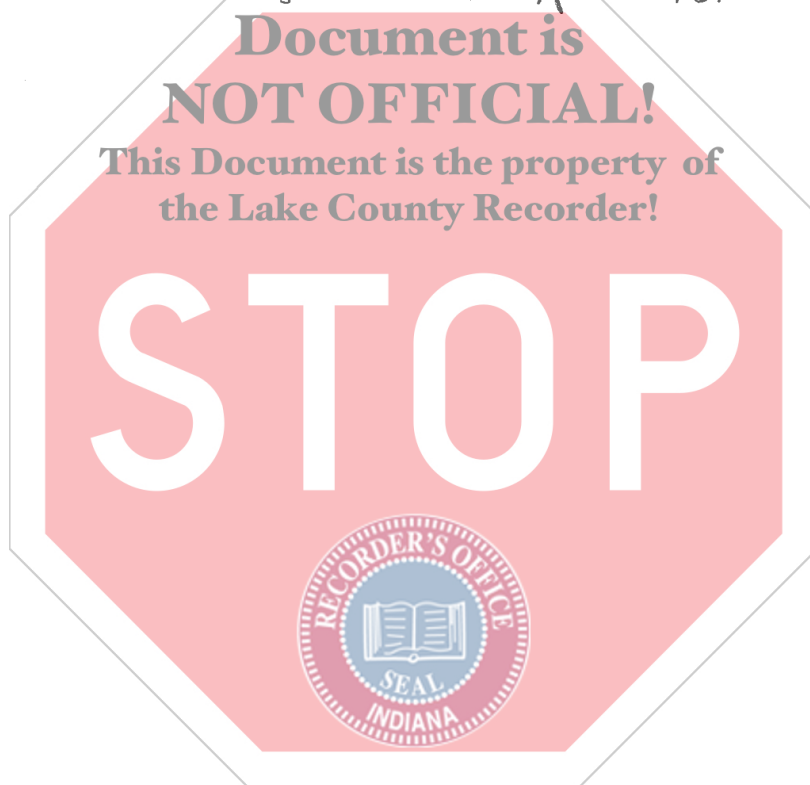 Document is
NOT OFFICIAL!
This Document is the property of
the Lake County Recorder!
STOP
RECORDER'S OFFICE
SEAL
INDIANA